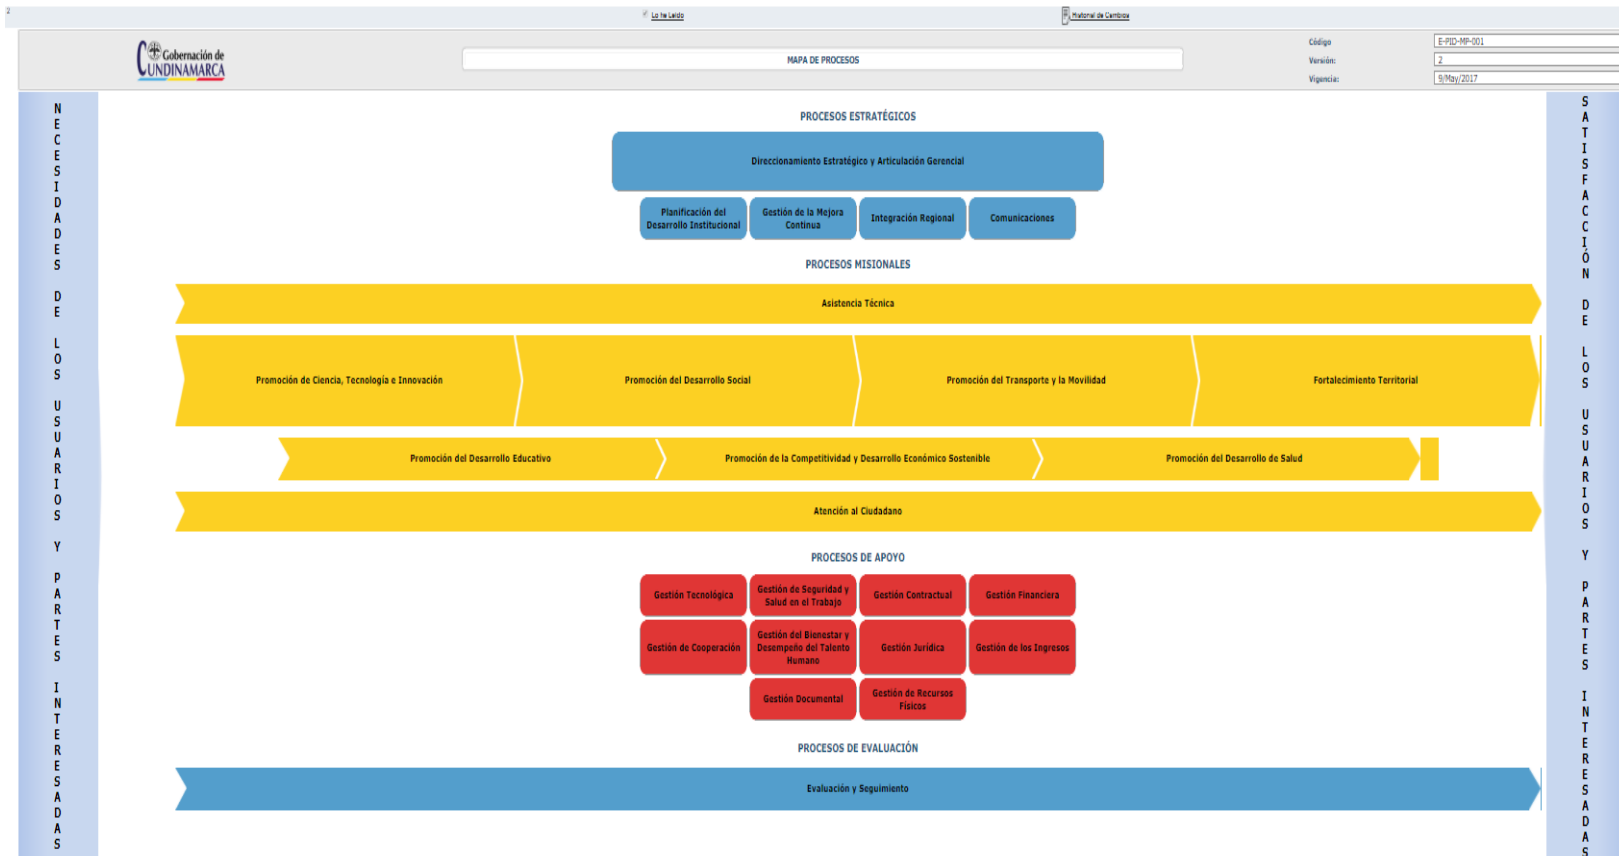 2
Lo he Leído
Historial de Cambios
Gobernación de
CUNDINAMARCA
MAPA DE PROCESOS
Código
E-PID-MP-001
Versión:
2
Vigencia:
9/May/2017
NECESIDADES DE LOS USUARIOS Y PARTES INTERESADAS
PROCESOS ESTRATÉGICOS
Direccionamiento Estratégico y Articulación Gerencial
Planificación del
Desarrollo Institucional
Gestión de la Mejora
Continua
Integración Regional
Comunicaciones
PROCESOS MISIONALES
Asistencia Técnica
Promoción de Ciencia, Tecnología e Innovación
Promoción del Desarrollo Social
Promoción del Transporte y la Movilidad
Fortalecimiento Territorial
Promoción del Desarrollo Educativo
Promoción de la Competitividad y Desarrollo Económico Sostenible
Promoción del Desarrollo de Salud
Atención al Ciudadano
PROCESOS DE APOYO
Gestión Tecnológica
Gestión de Seguridad y
Salud en el Trabajo
Gestión Contractual
Gestión Financiera
Gestión de Cooperación
Gestión del Bienestar y
Desempeño del Talento
Humano
Gestión Jurídica
Gestión de los Ingresos
Gestión Documental
Gestión de Recursos
Físicos
PROCESOS DE EVALUACIÓN
Evaluación y Seguimiento
SATISFACCIÓN DE LOS USUARIOS Y PARTES INTERESADAS